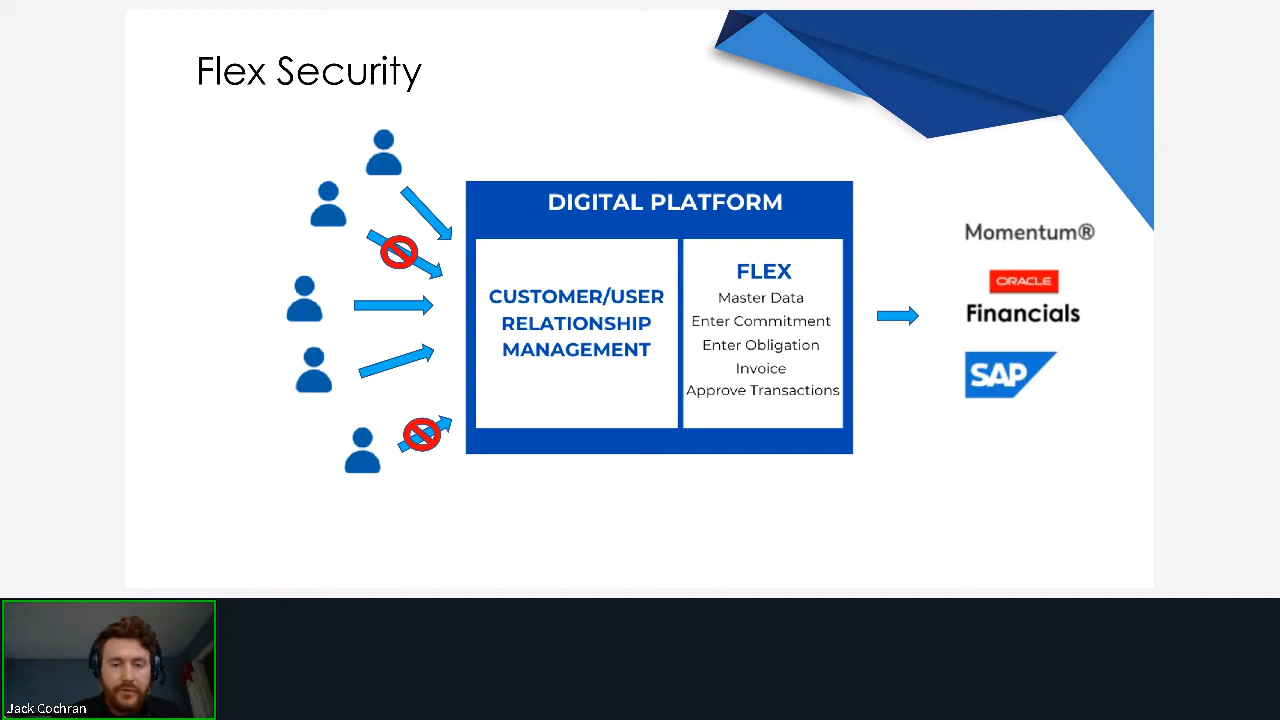 Flex Security
DIGITAL PLATFORM
CUSTOMER/USER
RELATIONSHIP
MANAGEMENT
FLEX
Master Data
Enter Commitment
Enter Obligation
Invoice
Approve Transactions
Momentum®
ORACLE
Financials
SAP
Jack Cochran